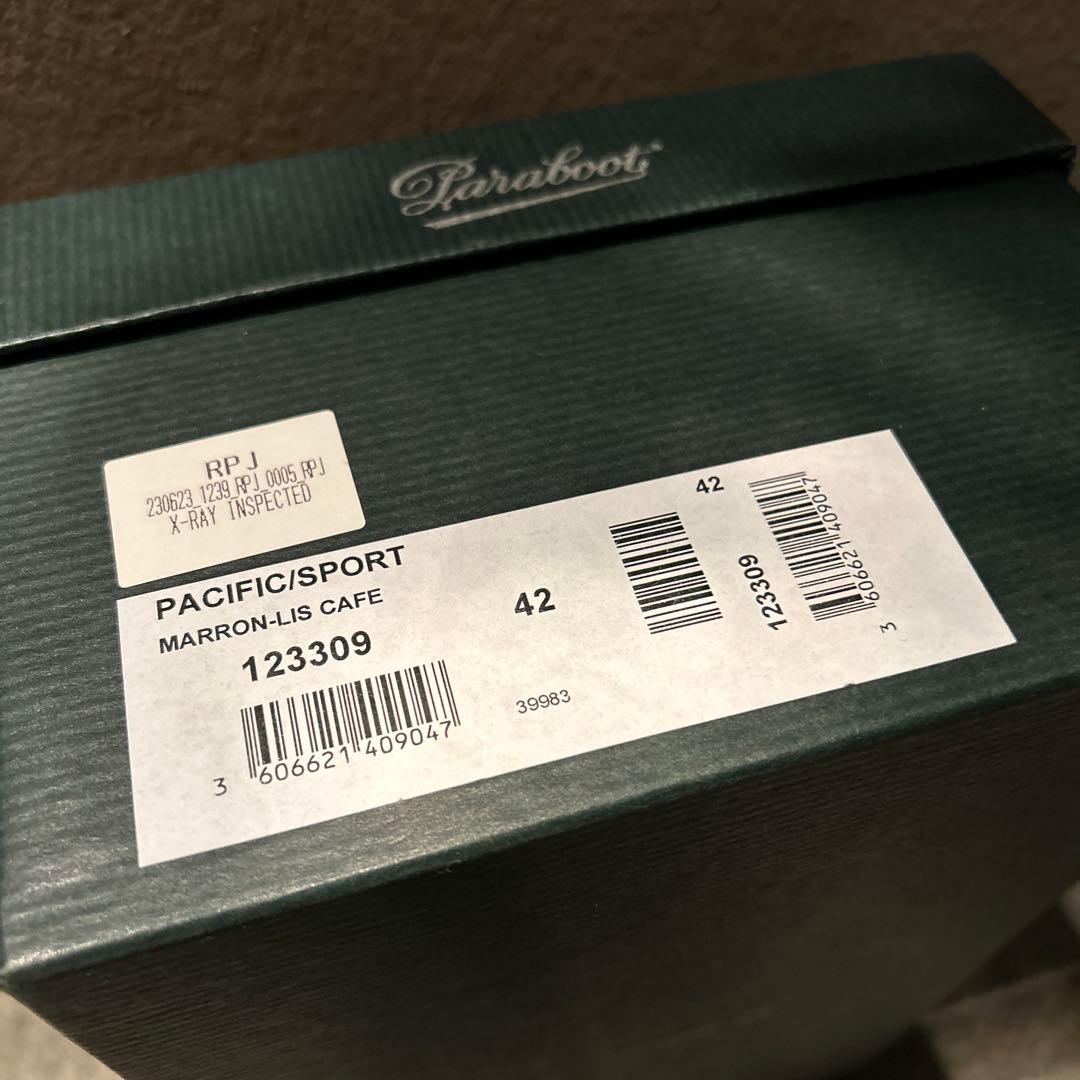 Paraboot
RPJ
230623_1239_RPJ_0005_RPJ
X-RAY INSPECTED
PACIFIC/SPORT
MARRON-LIS CAFE
123309
3 606621 409047
42
39983
42
123309
3 606621 409047